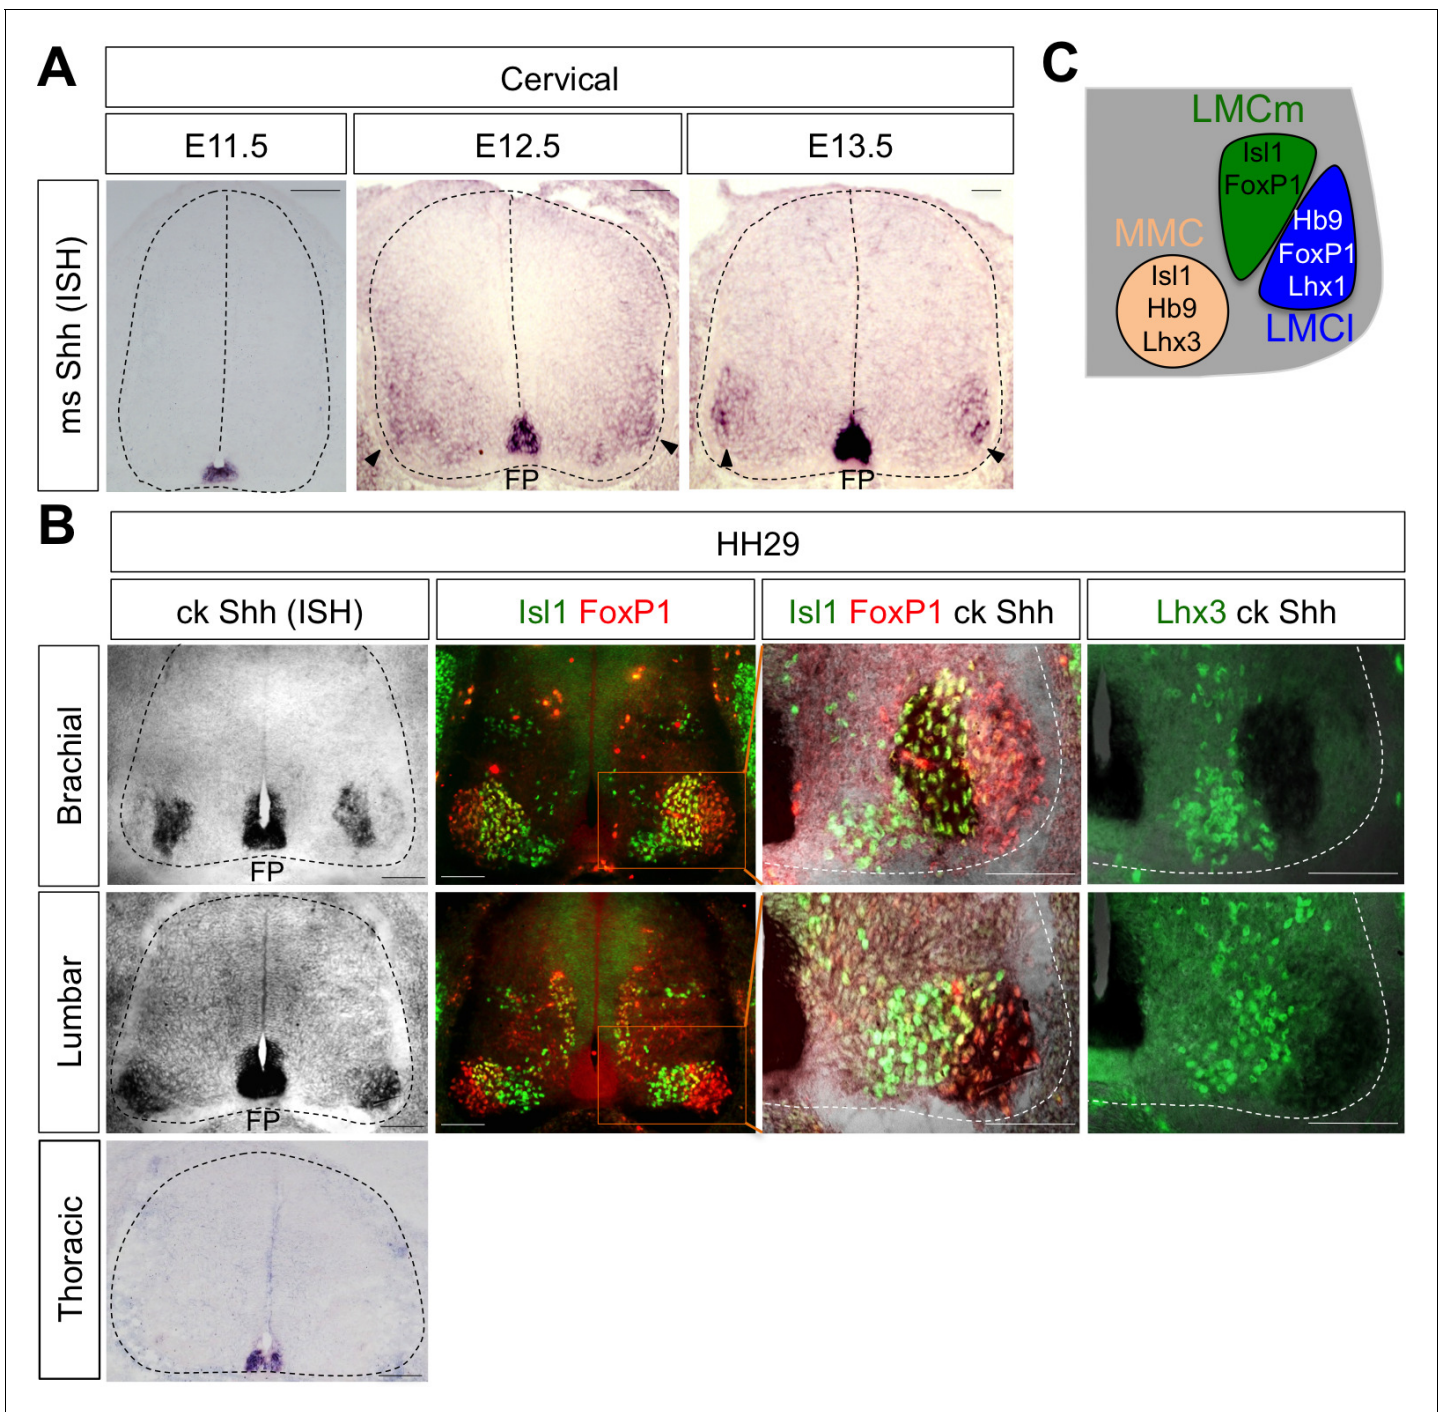 A
Cervical
E11.5 E12.5 E13.5
ms Shh (ISH)
FP FP
C
LMCm
Isl1
FoxP1
Hb9
FoxP1
Lhx1
LMCl
MMC
Isl1
Hb9
Lhx3
B
HH29
ck Shh (ISH) Isl1 FoxP1 Isl1 FoxP1 ck Shh Lhx3 ck Shh
Brachial
FP
Lumbar
FP
Thoracic